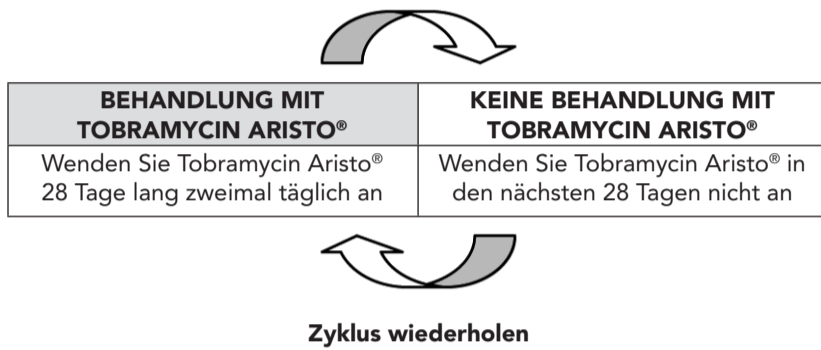 BEHANDLUNG MIT
TOBRAMYCIN ARISTO®
KEINE BEHANDLUNG MIT
TOBRAMYCIN ARISTO®
Wenden Sie Tobramycin Aristo®
28 Tage lang zweimal täglich an
Wenden Sie Tobramycin Aristo® in
den nächsten 28 Tagen nicht an
Zyklus wiederholen